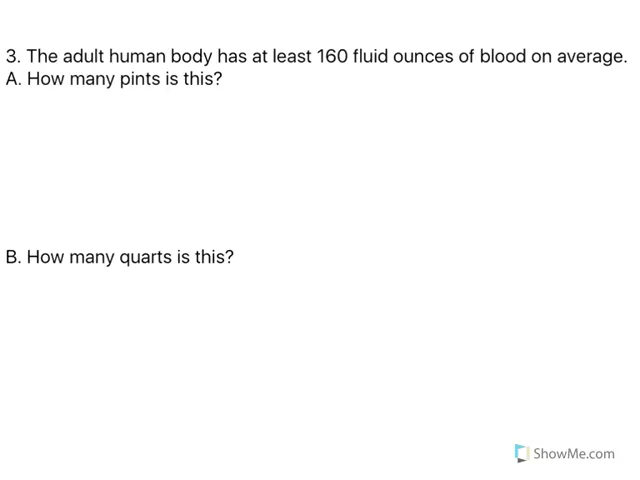 3. The adult human body has at least 160 fluid ounces of blood on average.
A. How many pints is this?
B. How many quarts is this?
ShowMe.com